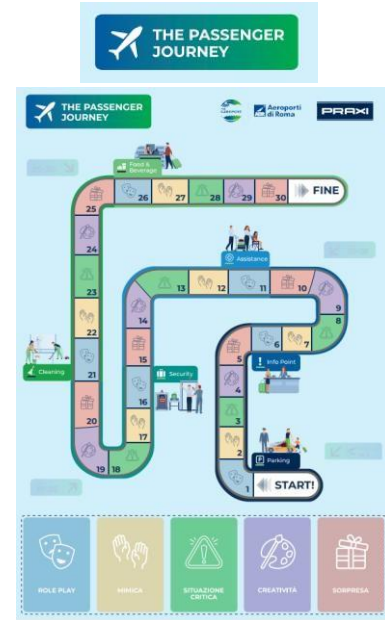 THE PASSENGER
JOURNEY
THE PASSENGER
JOURNEY
Aeroporti
di Roma
PRAXI
Food &
Beverage
26
27
28
29
30
FINE
25
24
23
22
21
20
19
18
17
16
15
14
13
12
11
10
9
8
7
6
5
4
3
2
1
START!
Assistance
Info Point
Security
Cleaning
Parking
ROLE PLAY
MIMICA
SITUAZIONE
CRITICA
CREATIVITÀ
SORPRESA